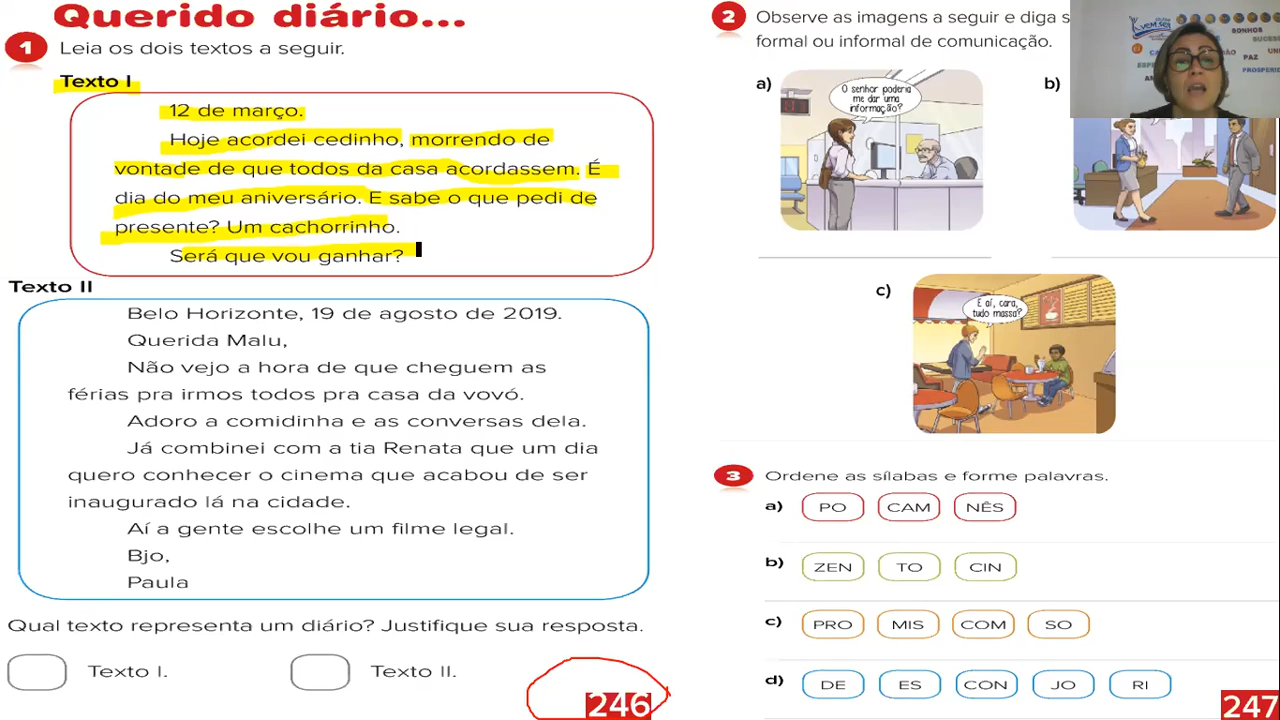 Querido diário...
1 Leia os dois textos a seguir.
Texto I
12 de março.
Hoje acordei cedinho, morrendo de
vontade de que todos da casa acordassem. É
dia do meu aniversário. E sabe o que pedi de
presente? Um cachorrinho.
Será que vou ganhar?
Texto II
Belo Horizonte, 19 de agosto de 2019.
Querida Malu,
Não vejo a hora de que cheguem as
férias pra irmos todos pra casa da vovó.
Adoro a comidinha e as conversas dela.
Já combinei com a tia Renata que um dia
quero conhecer o cinema que acabou de ser
inaugurado lá na cidade.
Aí a gente escolhe um filme legal.
Bjo,
Paula
Qual texto representa um diário? Justifique sua resposta.
Texto I. Texto II.
246
2 Observe as imagens a seguir e diga s
formal ou informal de comunicação.
a)
O senhor poderia
me dar uma
informação?
b)
c)
E aí, cara,
tudo massa?
3 Ordene as sílabas e forme palavras.
a) PO CAM NÊS
b) ZEN TO CIN
c) PRO MIS COM SO
d) DE ES CON JO RI
247
SONHOS
PAZ